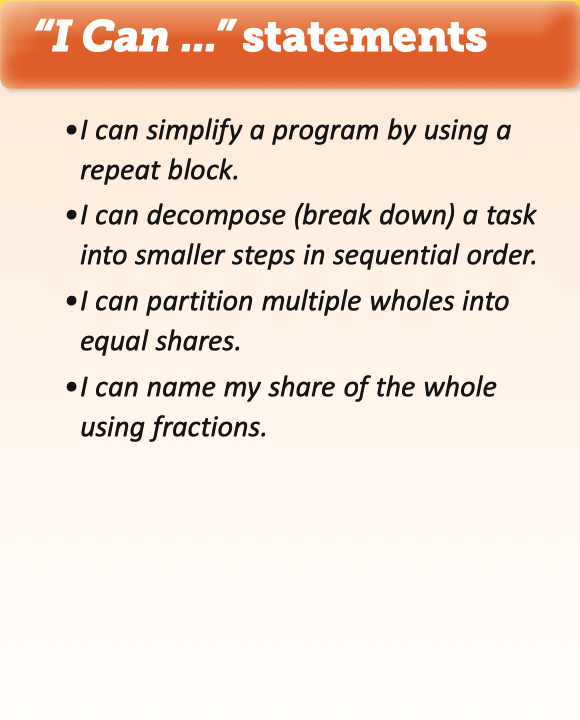 “I Can ...” statements
•I can simplify a program by using a
repeat block.
•I can decompose (break down) a task
into smaller steps in sequential order.
•I can partition multiple wholes into
equal shares.
•I can name my share of the whole
using fractions.